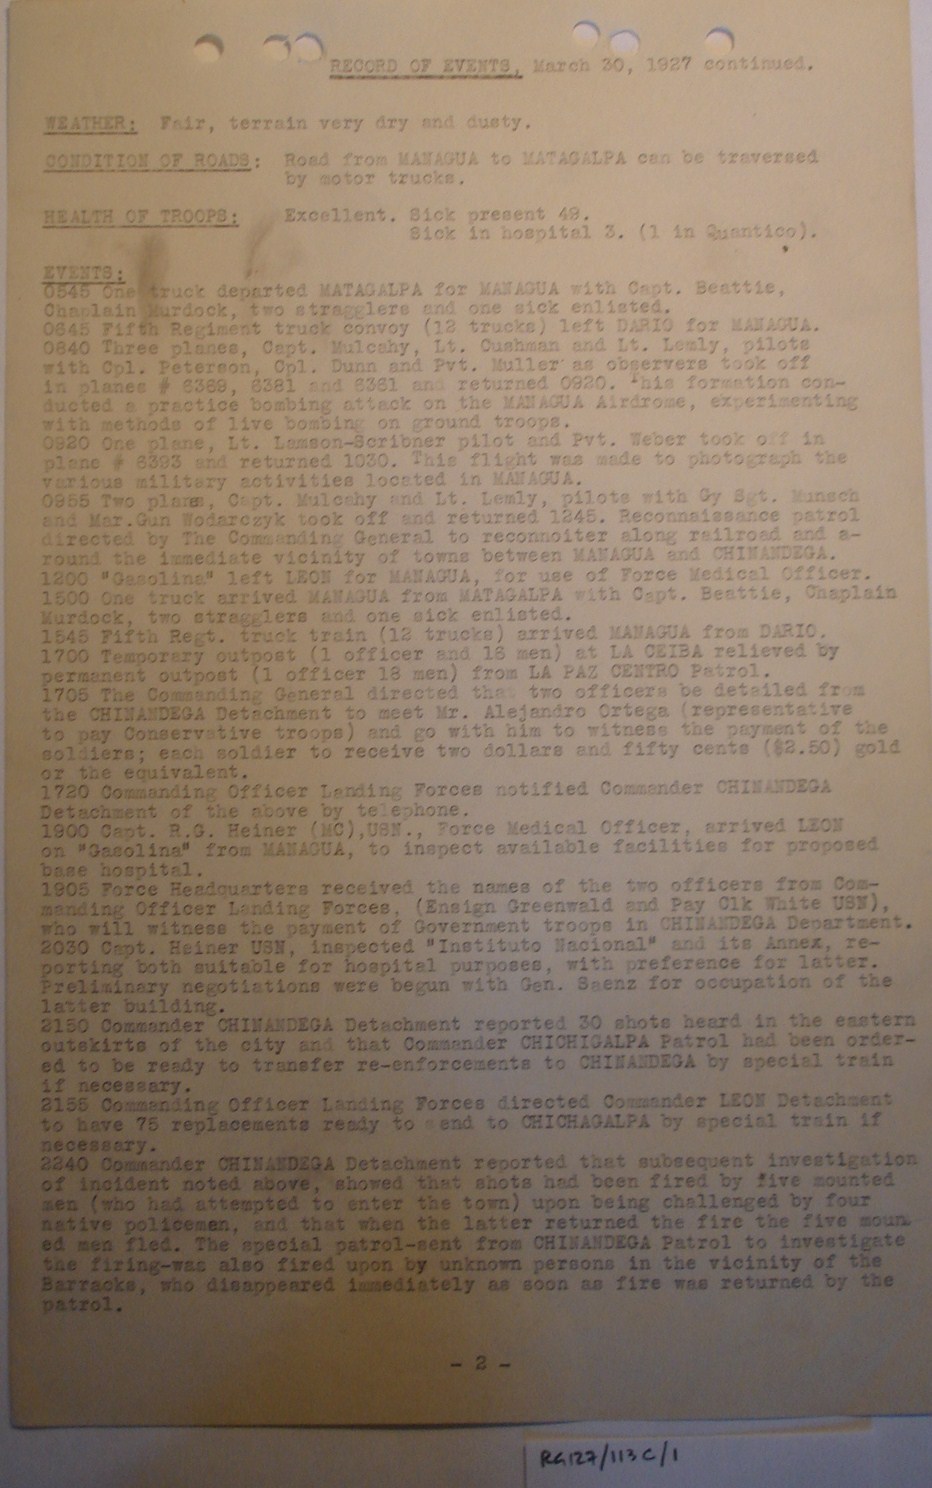 RECORD OF EVENTS, March 30, 1927 continued.
WEATHER: Fair, terrain very dry and dusty.
CONDITION OF ROADS: Road from MANAGUA to MATAGALPA can be traversed
by motor trucks.
HEALTH OF TROOPS: Excellent. Sick present 49.
Sick in hospital 3. (1 in Quantico).
EVENTS:
0545 One truck departed MATAGALPA for MANAGUA with Capt. Beattie,
Chaplain Murdock, two stragglers and one sick enlisted.
0645 Fifth Regiment truck convoy (12 trucks) left DARIO for MANAGUA.
0840 Three planes, Capt. Mulcahy, Lt. Cushman and Lt. Lemly, pilots
with Cpl. Peterson, Cpl. Dunn and Pvt. Muller as observers took off
in planes # 6369, 6381 and 6361 and returned 0920. This formation con-
ducted a practice bombing attack on the MANAGUA Airdrome, experimenting
with methods of live bombing on ground troops.
0920 One plane, Lt. Lamson-Scribner pilot and Pvt. Weber took off in
plane # 6393 and returned 1030. This flight was made to photograph the
various military activities located in MANAGUA.
0955 Two planes, Capt. Mulcahy and Lt. Lemly, pilots with Gy Sgt. Munsch
and Mar.Gun Wodarczyk took off and returned 1245. Reconnaissance patrol
directed by The Commanding General to reconnoiter along railroad and a-
round the immediate vicinity of towns between MANAGUA and CHINANDEGA.
1200 "Gasolina" left LEON for MANAGUA, for use of Force Medical Officer.
1500 One truck arrived MANAGUA from MATAGALPA with Capt. Beattie, Chaplain
Murdock, two stragglers and one sick enlisted.
1545 Fifth Regt. truck train (12 trucks) arrived MANAGUA from DARIO.
1700 Temporary outpost (1 officer and 18 men) at LA CEIBA relieved by
permanent outpost (1 officer 18 men) from LA PAZ CENTRO Patrol.
1705 The Commanding General directed that two officers be detailed from
the CHINANDEGA Detachment to meet Mr. Alejandro Ortega (representative
to pay Conservative troops) and go with him to witness the payment of the
soldiers; each soldier to receive two dollars and fifty cents ($2.50) gold
or the equivalent.
1720 Commanding Officer Landing Forces notified Commander CHINANDEGA
Detachment of the above by telephone.
1900 Capt. R.G. Heiner (MC),USN., Force Medical Officer, arrived LEON
on "Gasolina" from MANAGUA, to inspect available facilities for proposed
base hospital.
1905 Force Headquarters received the names of the two officers from Com-
manding Officer Landing Forces, (Ensign Greenwald and Pay Clk White USN),
who will witness the payment of Government troops in CHINANDEGA Department.
2030 Capt. Heiner USN, inspected "Instituto Nacional" and its Annex, re-
porting both suitable for hospital purposes, with preference for latter.
Preliminary negotiations were begun with Gen. Saenz for occupation of the
latter building.
2150 Commander CHINANDEGA Detachment reported 30 shots heard in the eastern
outskirts of the city and that Commander CHICHIGALPA Patrol had been order-
ed to be ready to transfer re-enforcements to CHINANDEGA by special train
if necessary.
2155 Commanding Officer Landing Forces directed Commander LEON Detachment
to have 75 replacements ready to send to CHICHAGALPA by special train if
necessary.
2240 Commander CHINANDEGA Detachment reported that subsequent investigation
of incident noted above, showed that shots had been fired by five mounted
men (who had attempted to enter the town) upon being challenged by four
native policemen, and that when the latter returned the fire the five moun-
ed men fled. The special patrol-sent from CHINANDEGA Patrol to investigate
the firing-was also fired upon by unknown persons in the vicinity of the
Barracks, who disappeared immediately as soon as fire was returned by the
patrol.
- 2 -
RG127/113C/1